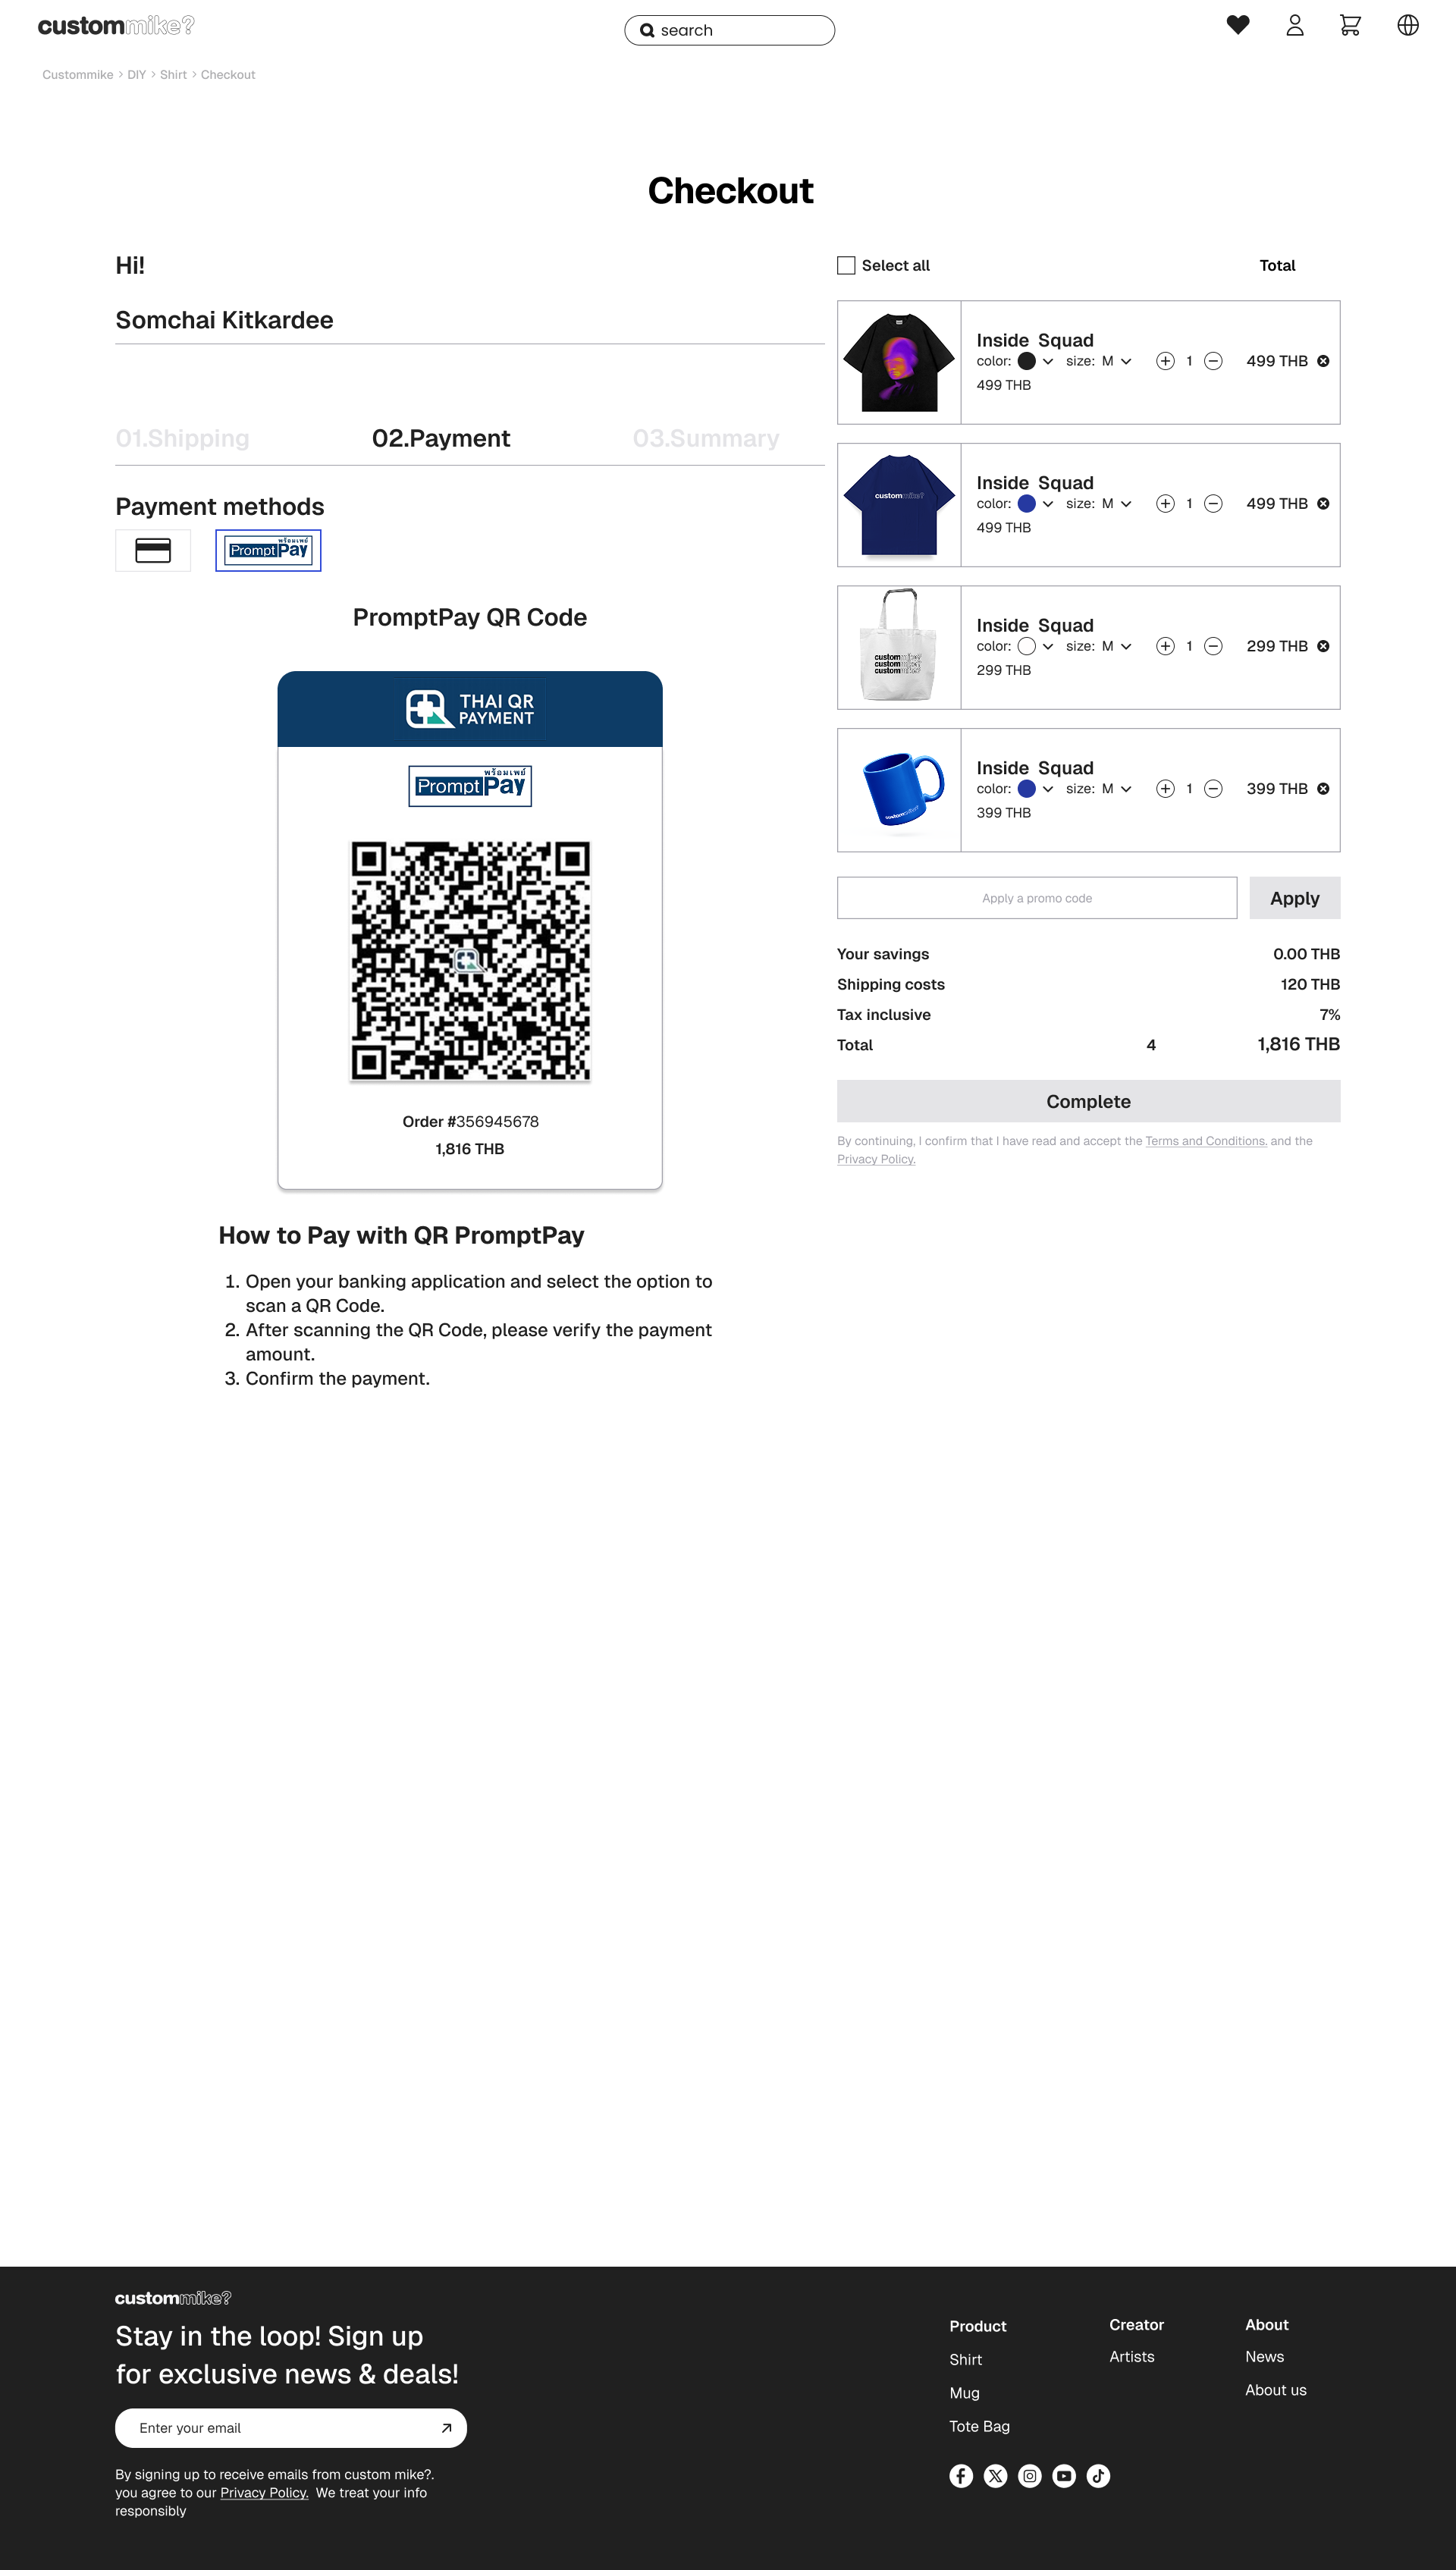 custommike?
search
Custommike > DIY > Shirt > Checkout
Checkout
Hi!
Somchai Kitkardee
01.Shipping 02.Payment 03.Summary
Payment methods
พร้อมเพย์
PromptPay
PromptPay QR Code
THAI QR
PAYMENT
พร้อมเพย์
PromptPay
Order #356945678
1,816 THB
How to Pay with QR PromptPay
1. Open your banking application and select the option to
scan a QR Code.
2. After scanning the QR Code, please verify the payment
amount.
3. Confirm the payment.
Select all Total
Inside Squad
color: size: M 1 499 THB
499 THB
custommike?
Inside Squad
color: size: M 1 499 THB
499 THB
custommike?
custommike?
custommike?
Inside Squad
color: size: M 1 299 THB
299 THB
custommike?
Inside Squad
color: size: M 1 399 THB
399 THB
Apply a promo code Apply
Your savings 0.00 THB
Shipping costs 120 THB
Tax inclusive 7%
Total 4 1,816 THB
Complete
By continuing, I confirm that I have read and accept the Terms and Conditions. and the
Privacy Policy.
custommike?
Stay in the loop! Sign up
for exclusive news & deals!
Enter your email
By signing up to receive emails from custom mike?.
you agree to our Privacy Policy. We treat your info
responsibly
Product
Shirt
Mug
Tote Bag
Creator
Artists
About
News
About us